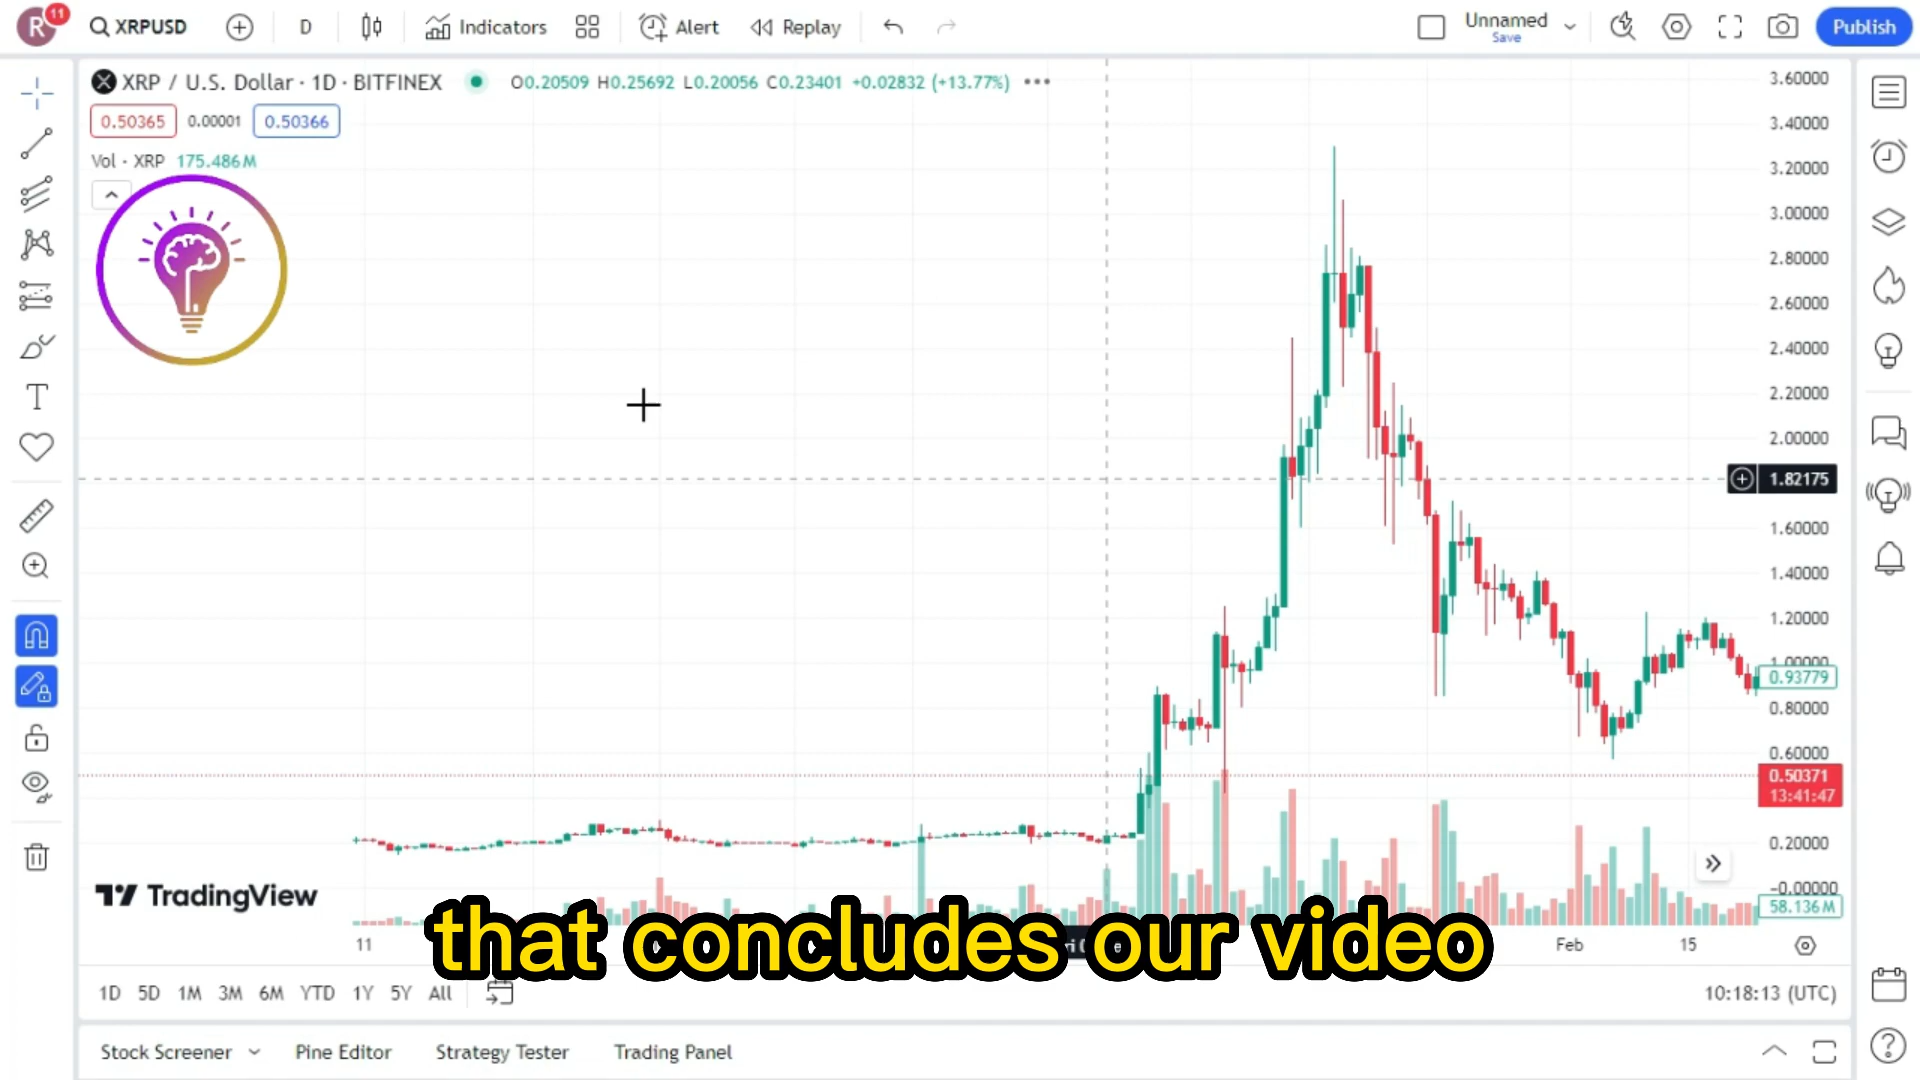 R 11 XRPUSD D Indicators Alert Replay Unnamed Save Publish
XRP / U.S. Dollar · 1D · BITFINEX O0.20509 H0.25692 L0.20056 C0.23401 +0.02832 (+13.77%)
0.50365 0.00001 0.50366
Vol · XRP 175.486M
3.60000
3.40000
3.20000
3.00000
2.80000
2.60000
2.40000
2.20000
2.00000
1.82175
1.60000
1.40000
1.20000
1.00000
0.93779
0.80000
0.60000
0.50371
13:41:47
0.20000
-0.00000
58.136M
TradingView
that concludes our video
11 Feb 15
1D 5D 1M 3M 6M YTD 1Y 5Y All 10:18:13 (UTC)
Stock Screener Pine Editor Strategy Tester Trading Panel